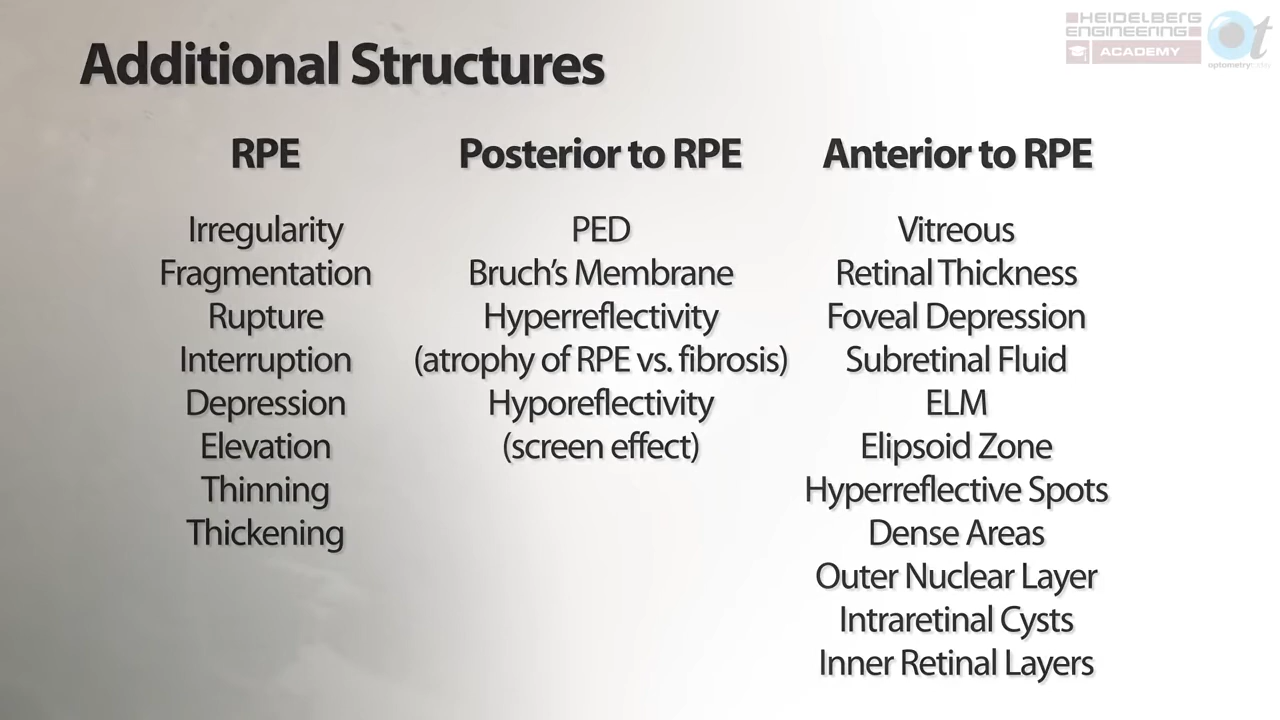 Additional Structures
HEIDELBERG
ENGINEERING
ACADEMY
optometry today
RPE
Irregularity
Fragmentation
Rupture
Interruption
Depression
Elevation
Thinning
Thickening
Posterior to RPE
PED
Bruch’s Membrane
Hyperreflectivity
(atrophy of RPE vs. fibrosis)
Hyporeflectivity
(screen effect)
Anterior to RPE
Vitreous
Retinal Thickness
Foveal Depression
Subretinal Fluid
ELM
Elipsoid Zone
Hyperreflective Spots
Dense Areas
Outer Nuclear Layer
Intraretinal Cysts
Inner Retinal Layers